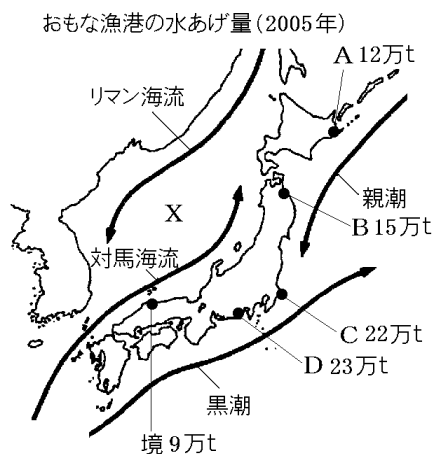 おもな漁港の水あげ量(2005年)
A 12万t
リマン海流
X
親潮
B 15万t
対馬海流
C 22万t
D 23万t
黒潮
境 9万t